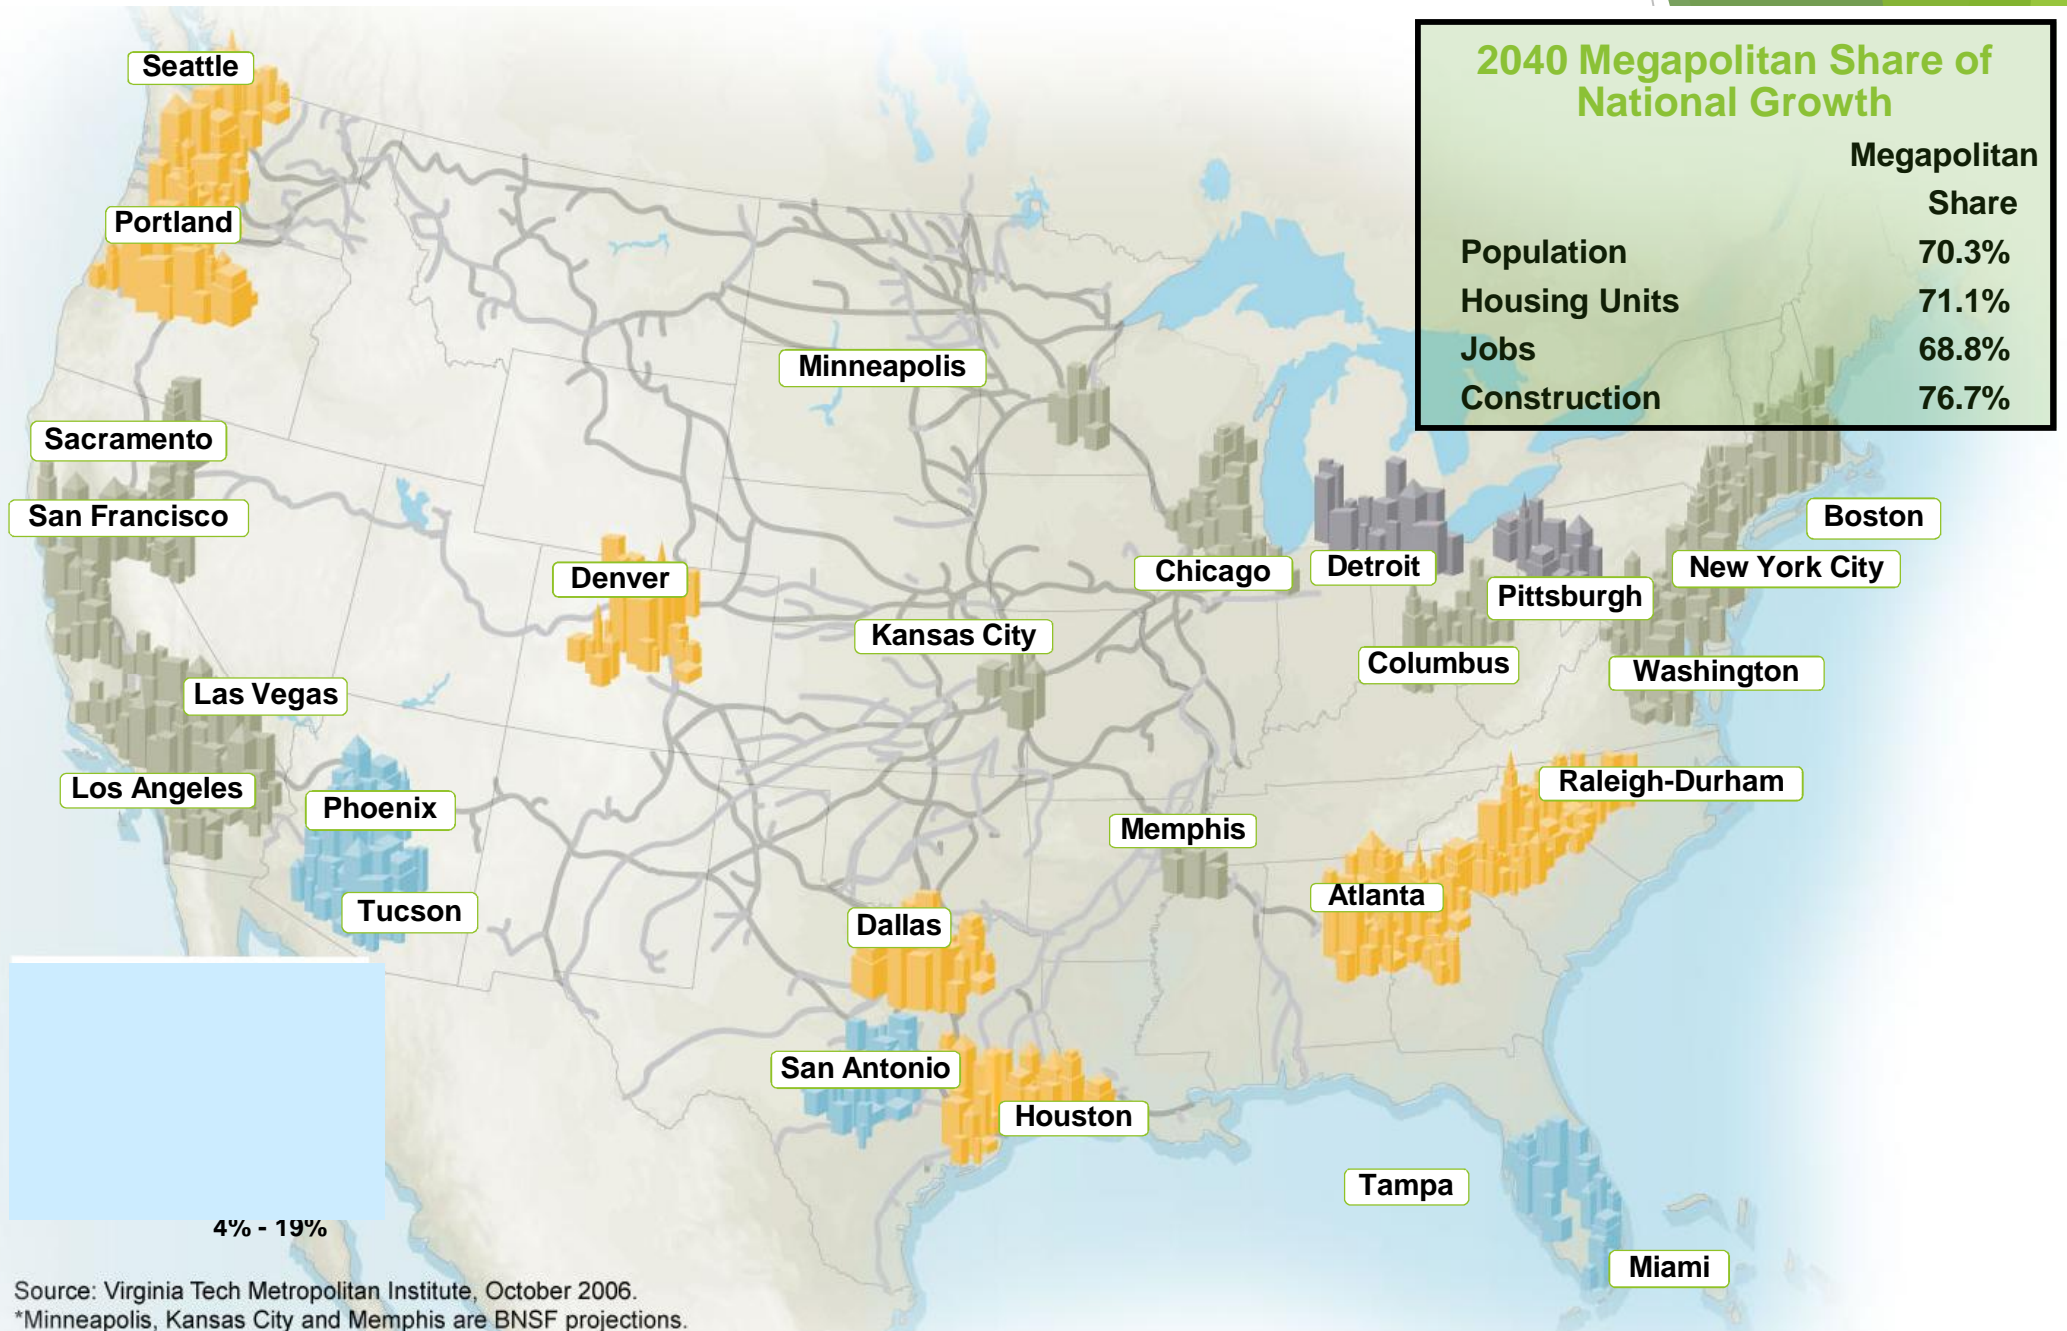 2040 Megapolitan Share of
National Growth
Megapolitan
Share
Population 70.3%
Housing Units 71.1%
Jobs 68.8%
Construction 76.7%
Seattle
Portland
Minneapolis
Sacramento
San Francisco
Boston
Denver
Chicago
Detroit
New York City
Pittsburgh
Kansas City
Columbus
Washington
Las Vegas
Los Angeles
Phoenix
Raleigh-Durham
Memphis
Tucson
Dallas
Atlanta
San Antonio
Houston
Tampa
Miami
4% - 19%
Source: Virginia Tech Metropolitan Institute, October 2006.
*Minneapolis, Kansas City and Memphis are BNSF projections.